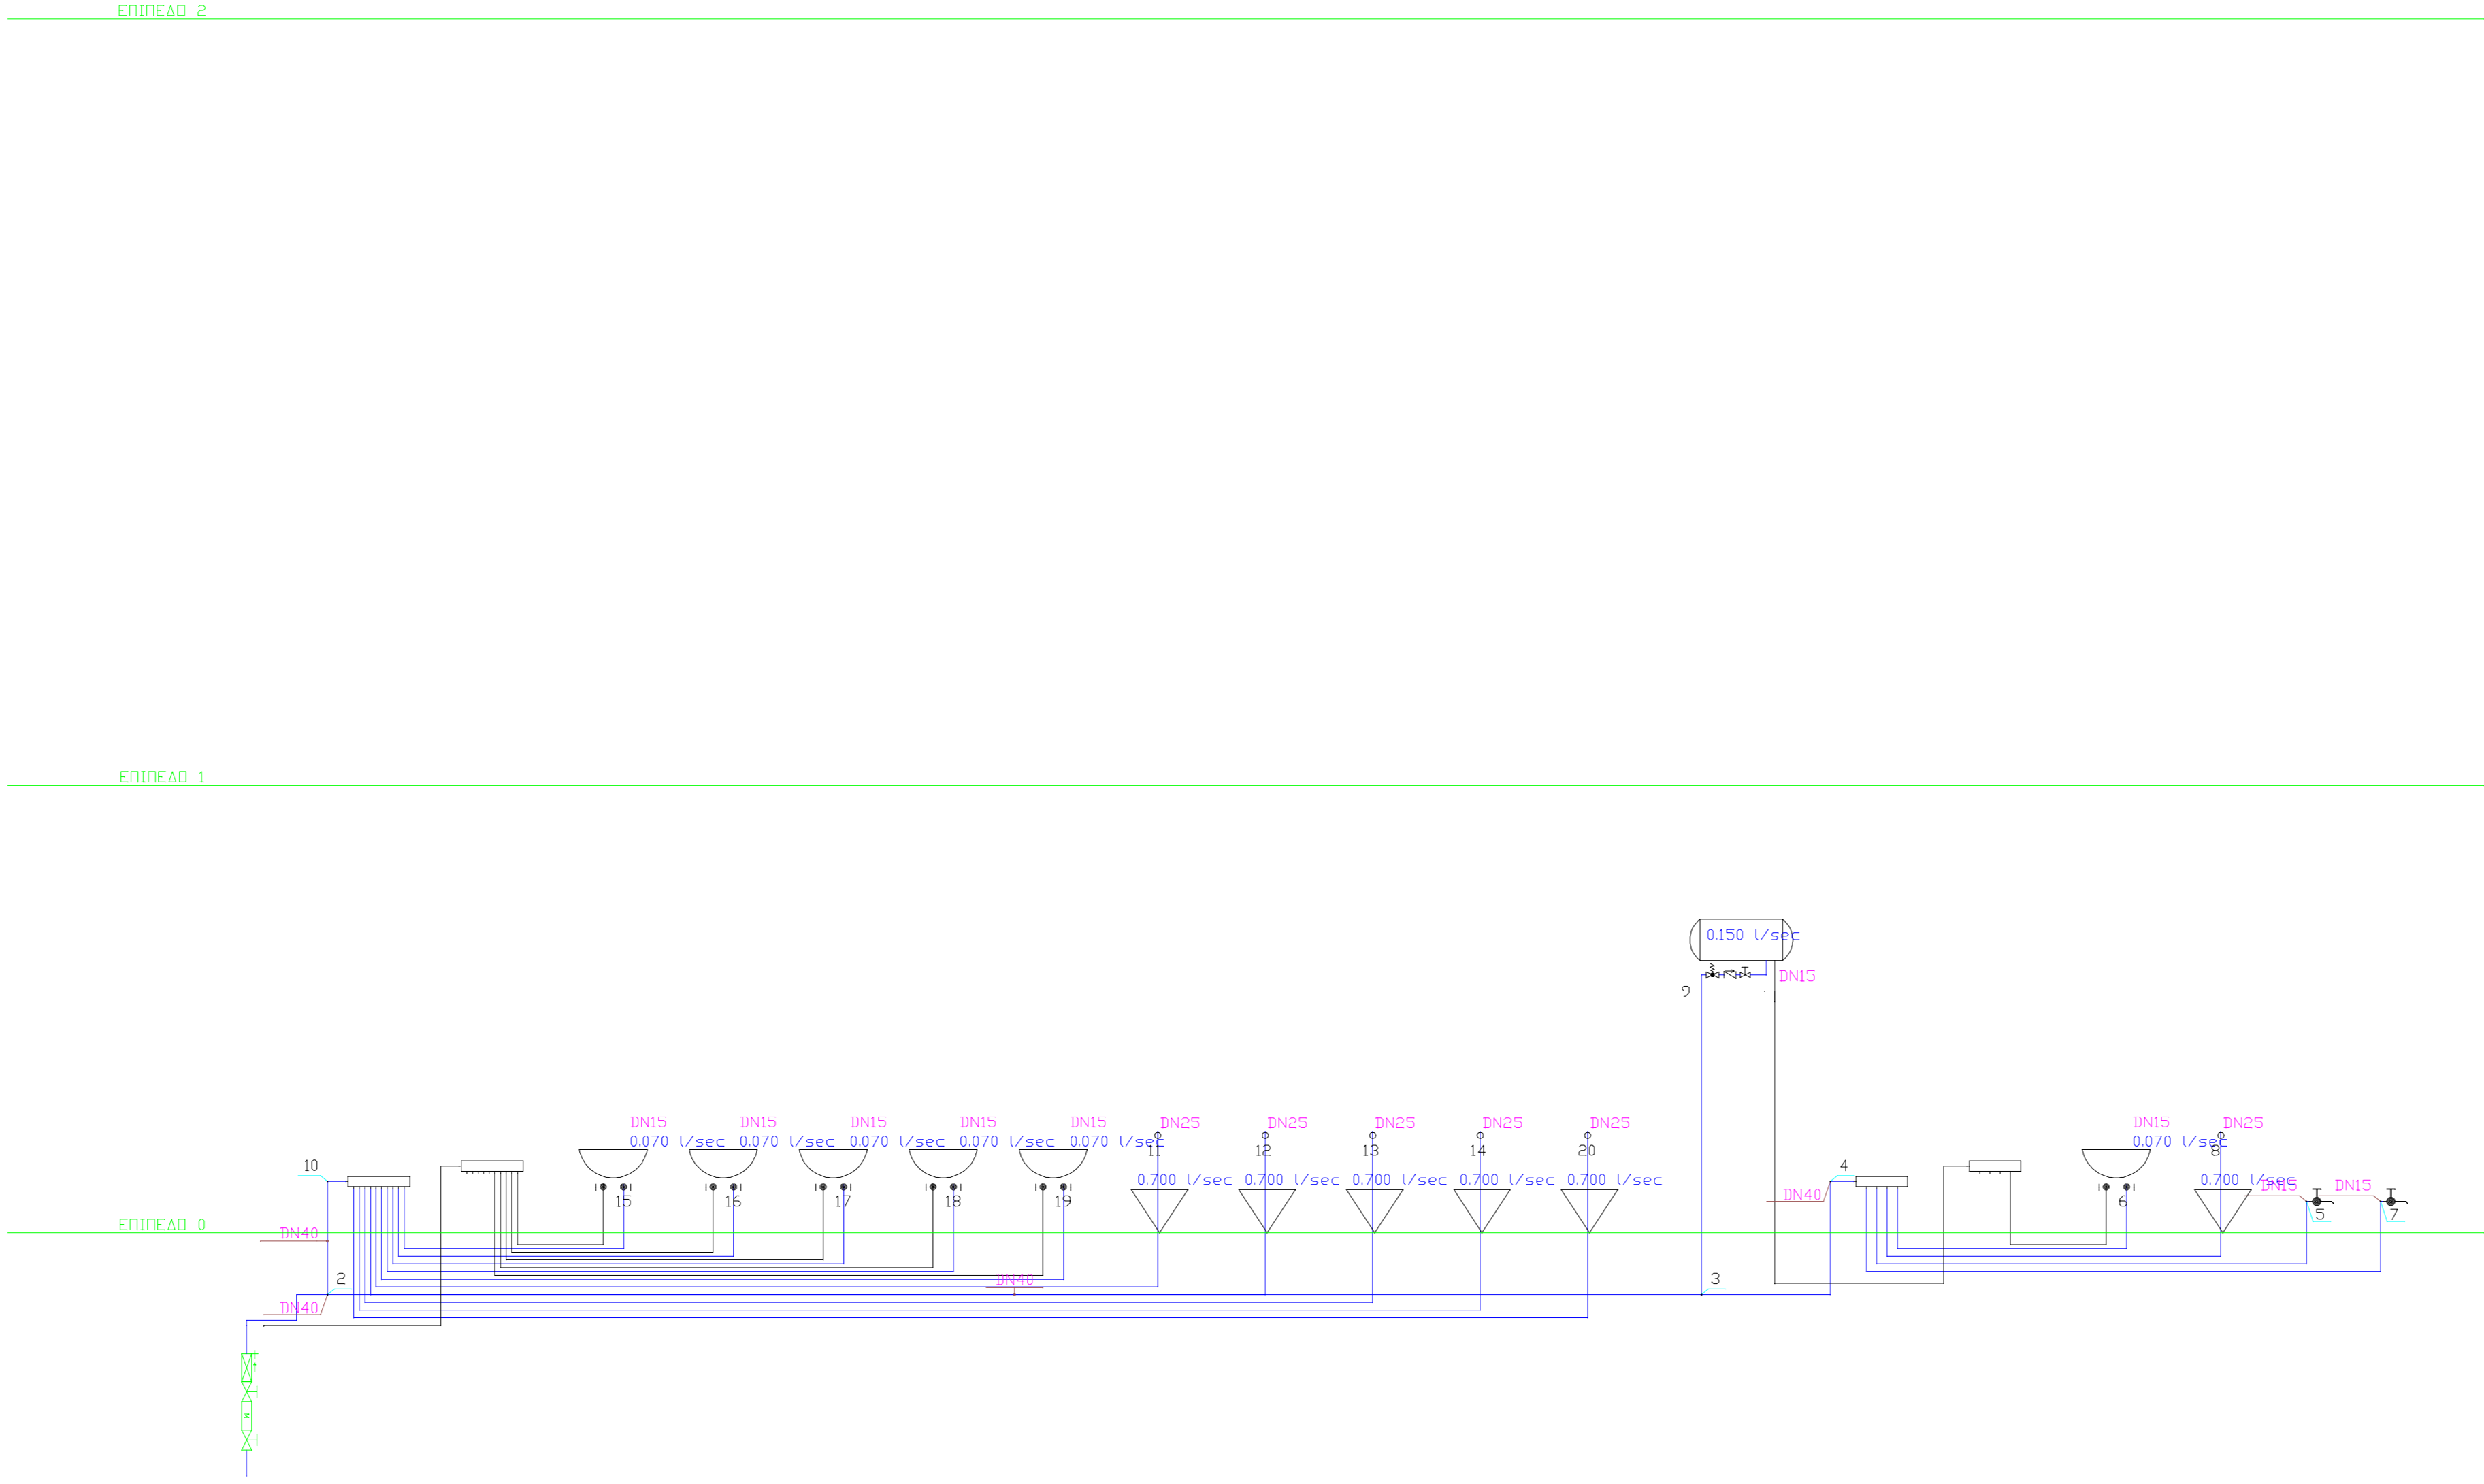 ΕΠΙΠΕΔΟ 2
ΕΠΙΠΕΔΟ 1
0.150 l/sec
DN15
9
1
DN15 DN15 DN15 DN15 DN15 DN25 DN25 DN25 DN25 DN25 DN15 DN25
0.070 l/sec 0.070 l/sec 0.070 l/sec 0.070 l/sec 0.070 l/sec 0.070 l/sec
11 12 13 14 20 8
10 4
0.700 l/sec 0.700 l/sec 0.700 l/sec 0.700 l/sec 0.700 l/sec 0.700 l/sec
DN15 DN15
DN40
15 16 17 18 19 6
5 7
ΕΠΙΠΕΔΟ 0
DN40
2 DN40 3
DN40